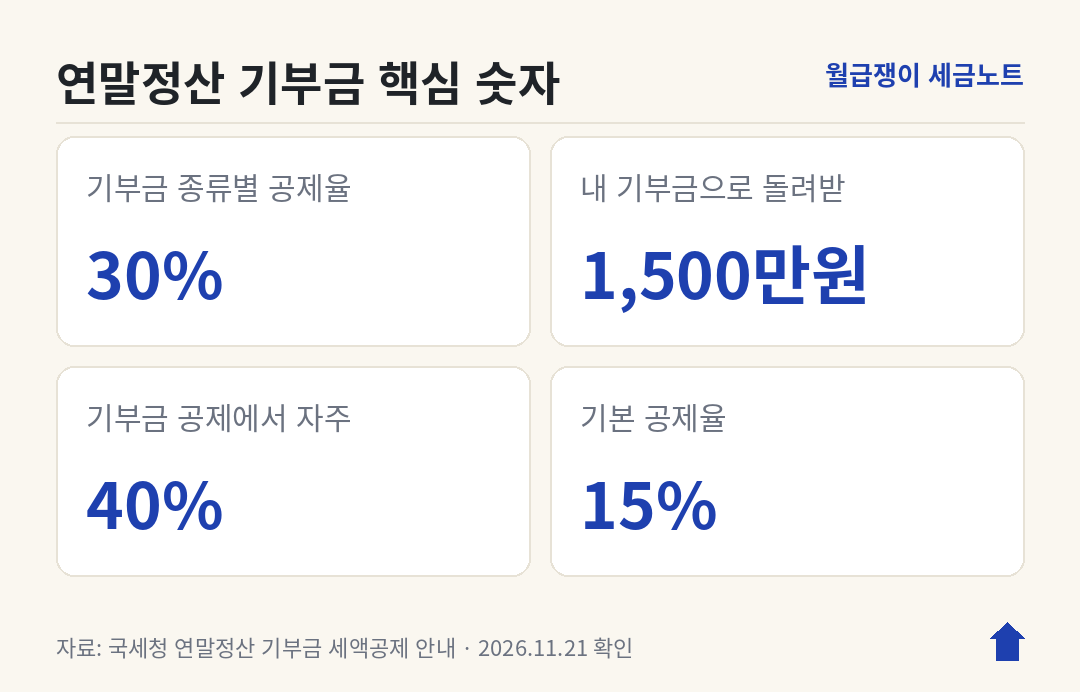 연말정산 기부금 핵심 숫자
월급쟁이 세금노트
기부금 종류별 공제율
30%
내 기부금으로 돌려받
1,500만원
기부금 공제에서 자주
40%
기본 공제율
15%
자료: 국세청 연말정산 기부금 세액공제 안내 · 2026.11.21 확인